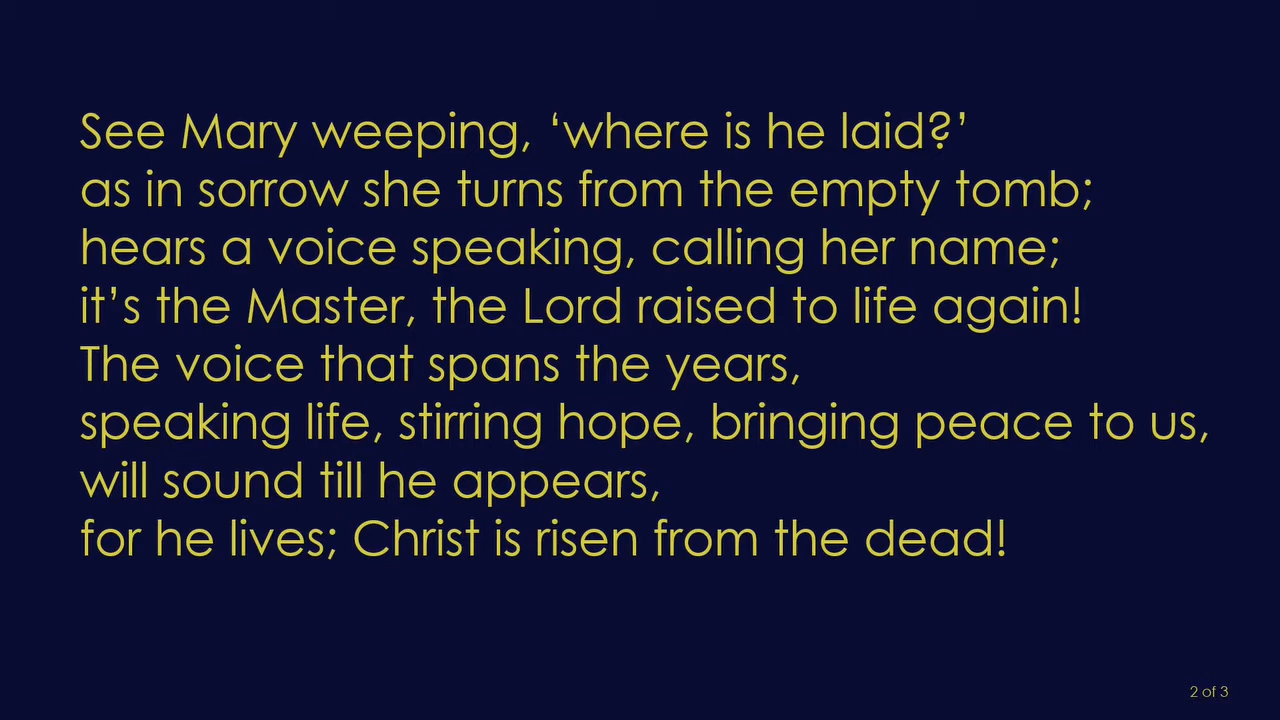 See Mary weeping, ‘where is he laid?’
as in sorrow she turns from the empty tomb;
hears a voice speaking, calling her name;
it’s the Master, the Lord raised to life again!
The voice that spans the years,
speaking life, stirring hope, bringing peace to us,
will sound till he appears,
for he lives; Christ is risen from the dead!
2 of 3